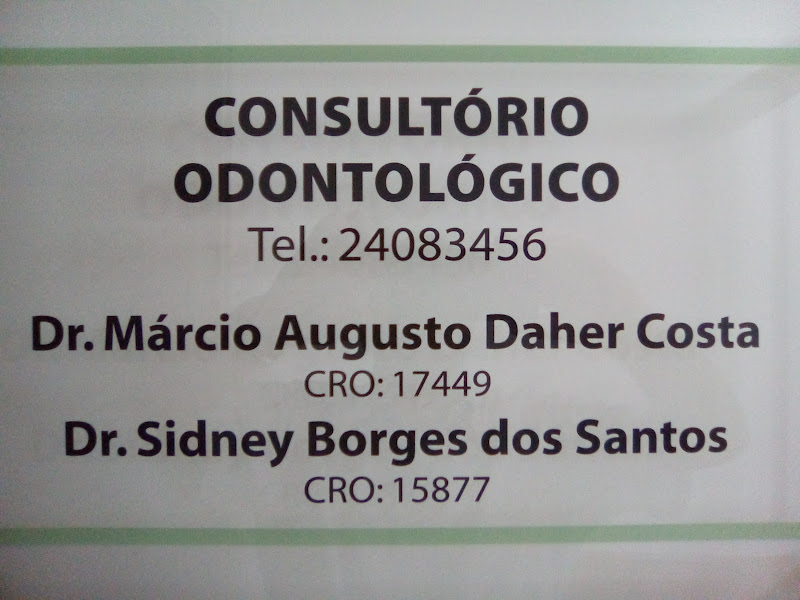 CONSULTÓRIO
ODONTOLÓGICO
Tel.: 24083456
Dr. Márcio Augusto Daher Costa
CRO: 17449
Dr. Sidney Borges dos Santos
CRO: 15877